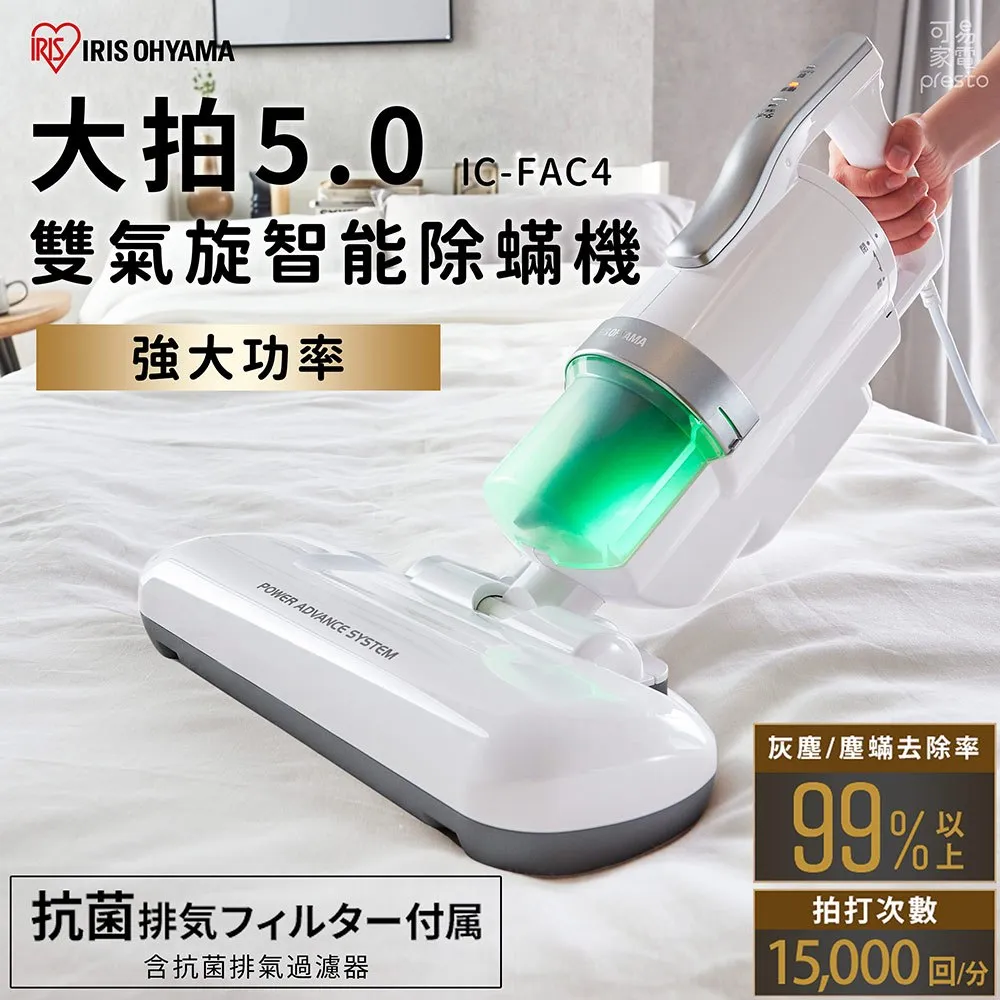 IRIS IRIS OHYAMA
可易
家電
presto
大拍5.0 IC-FAC4
雙氣旋智能除蟎機
強大功率
IRIS OHYAMA
POWER ADVANCE SYSTEM
灰塵/塵蟎去除率
99%以上
拍打次數
15,000回/分
抗菌排気フィルター付属
含抗菌排氣過濾器